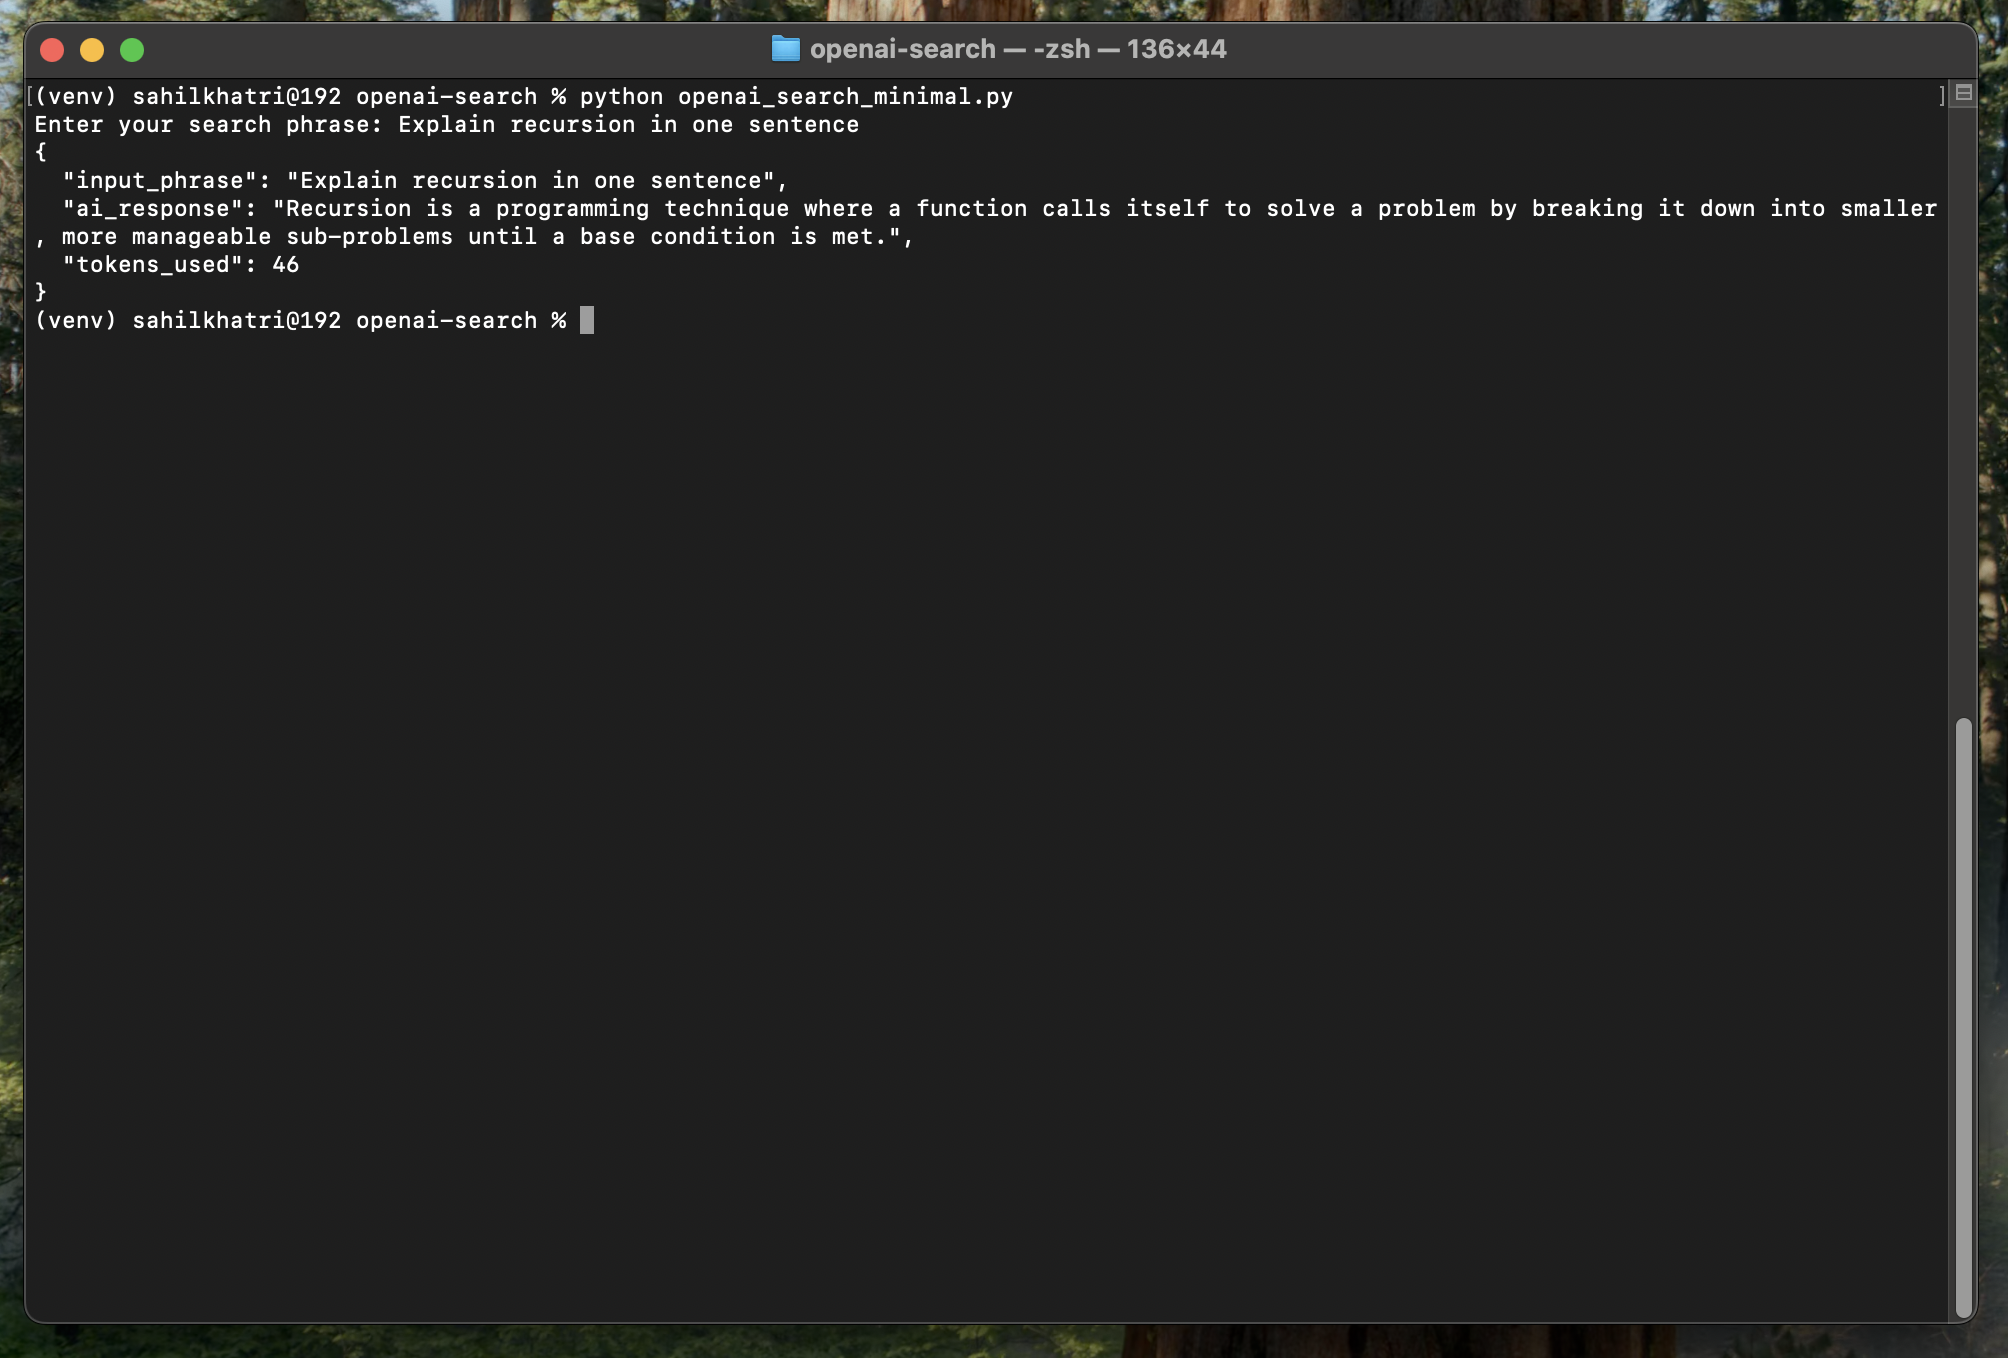 openai-search — -zsh — 136×44
(venv) sahilkhatri@192 openai-search % python openai_search_minimal.py
Enter your search phrase: Explain recursion in one sentence
{
  "input_phrase": "Explain recursion in one sentence",
  "ai_response": "Recursion is a programming technique where a function calls itself to solve a problem by breaking it down into smaller
, more manageable sub-problems until a base condition is met.",
  "tokens_used": 46
}
(venv) sahilkhatri@192 openai-search %